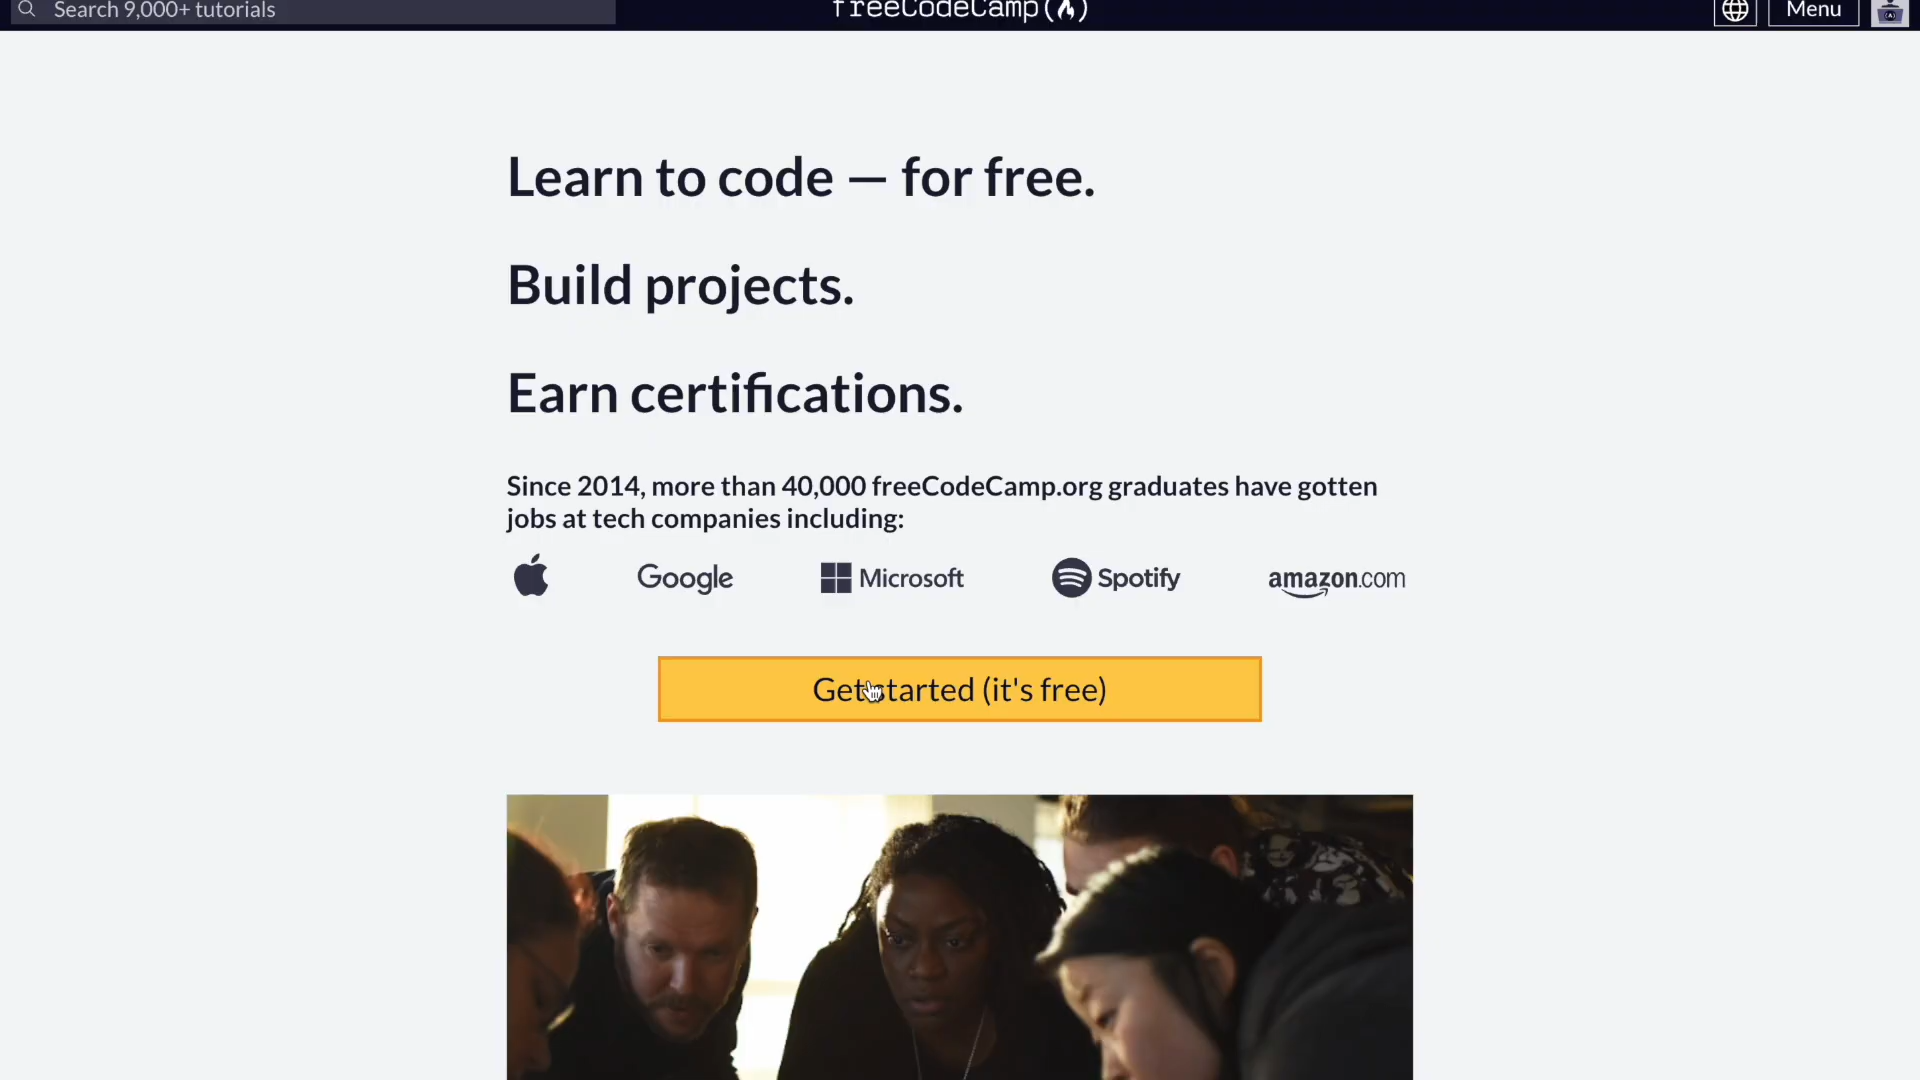 Search 9,000+ tutorials
freeCodeCamp(🔥)
Menu
Learn to code — for free.
Build projects.
Earn certifications.
Since 2014, more than 40,000 freeCodeCamp.org graduates have gotten
jobs at tech companies including:
Google
Microsoft
Spotify
amazon.com
Get started (it's free)